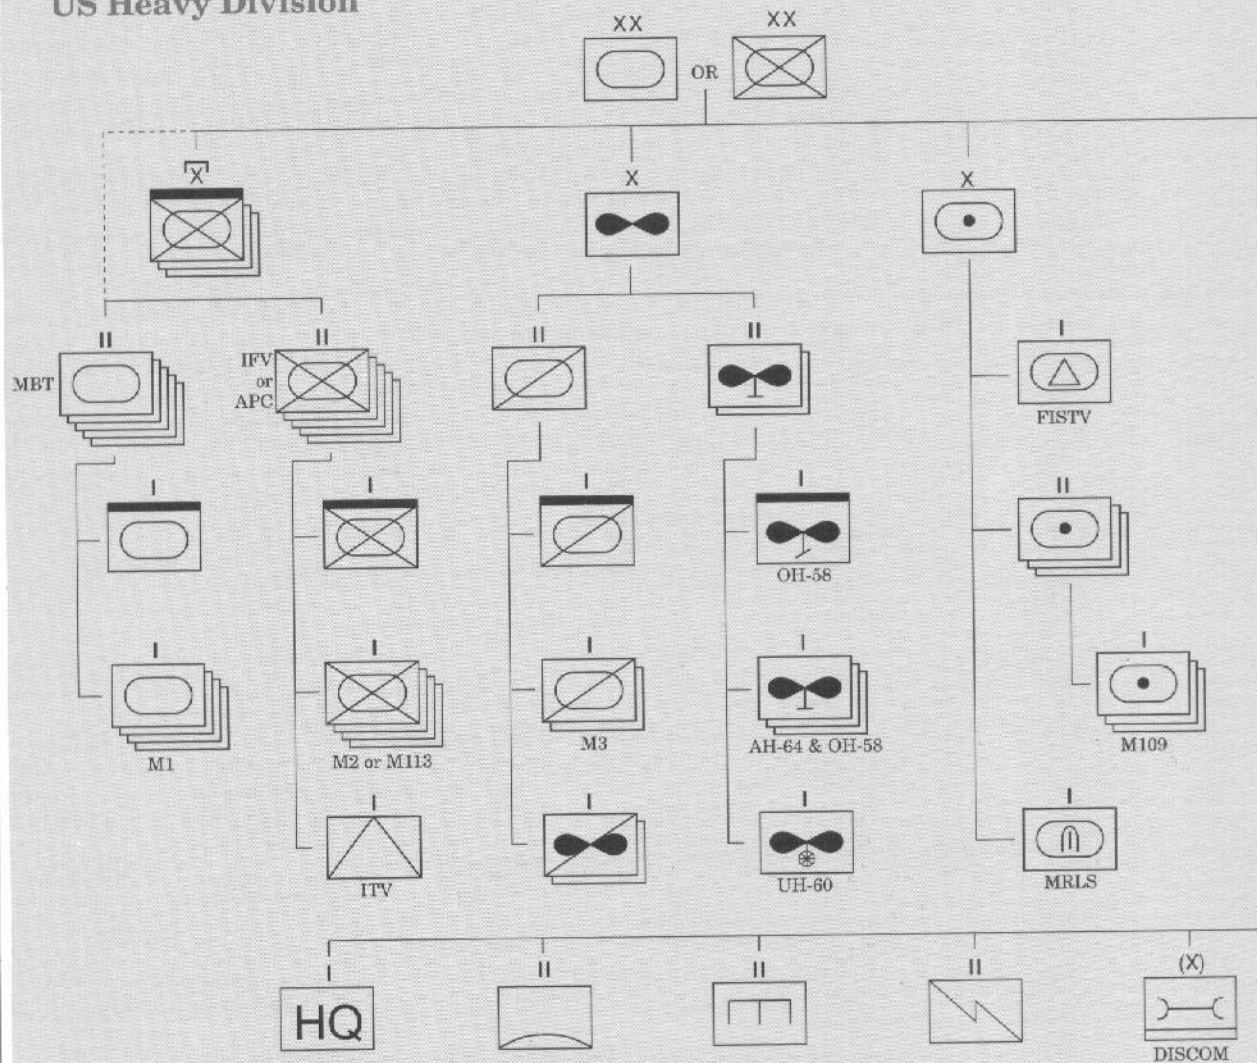 US Heavy Division
XX
XX
OR
X
X
X
II
II
II
II
I
MBT
IFV
or
APC
FISTV
I
I
I
I
II
OH-58
I
I
I
I
I
M1
M2 or M113
M3
AH-64 & OH-58
M109
I
I
I
I
ITV
UH-60
MRLS
I
II
II
II
(X)
HQ
DISCOM